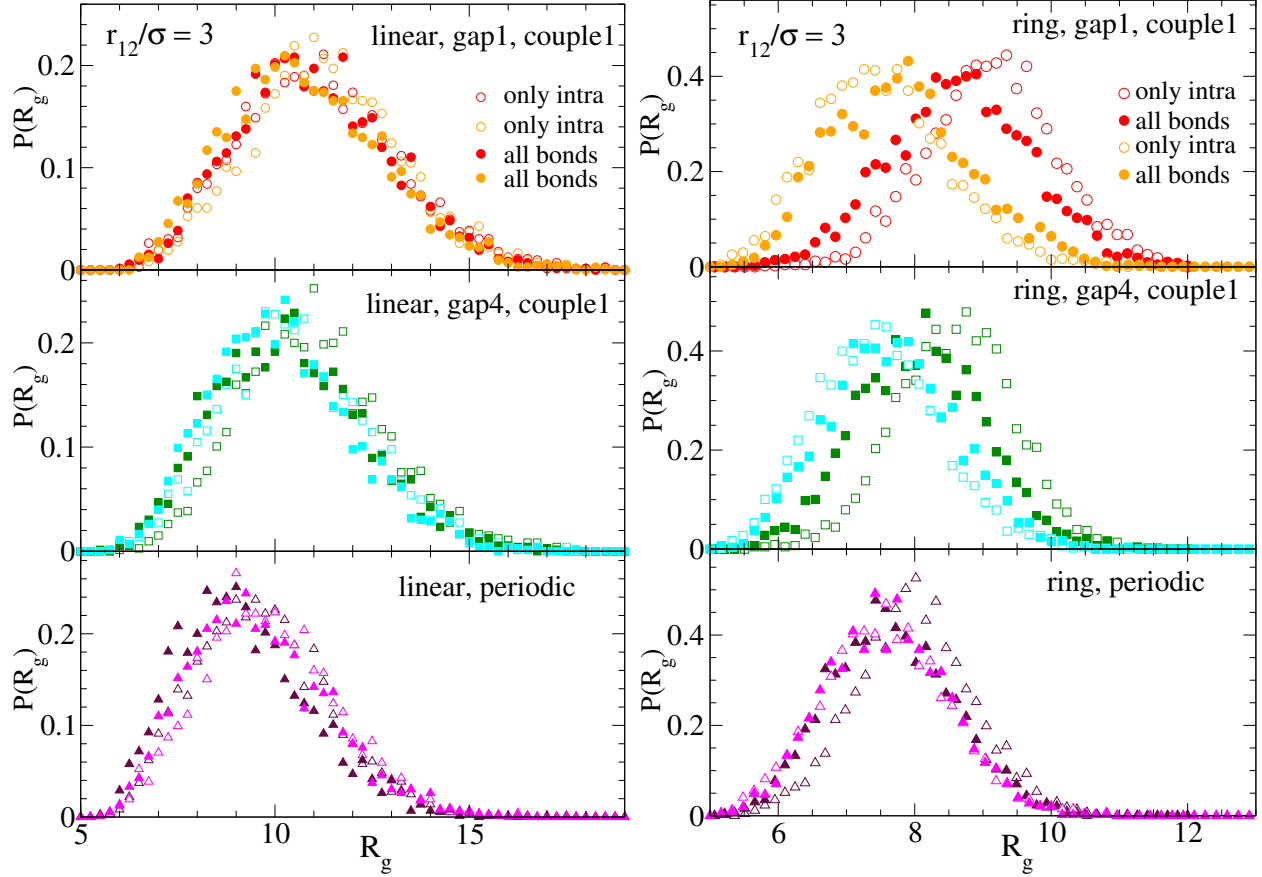 r12/σ = 3
linear, gap1, couple1
only intra
only intra
all bonds
all bonds
P(Rg)
0.2
0.1
0
linear, gap4, couple1
P(Rg)
0.2
0.1
0
linear, periodic
P(Rg)
0.2
0.1
0
5
10
15
Rg
r12/σ = 3
ring, gap1, couple1
only intra
all bonds
only intra
all bonds
P(Rg)
0.4
0.2
0
ring, gap4, couple1
P(Rg)
0.4
0.2
0
ring, periodic
P(Rg)
0.4
0.2
0
6
8
10
12
Rg